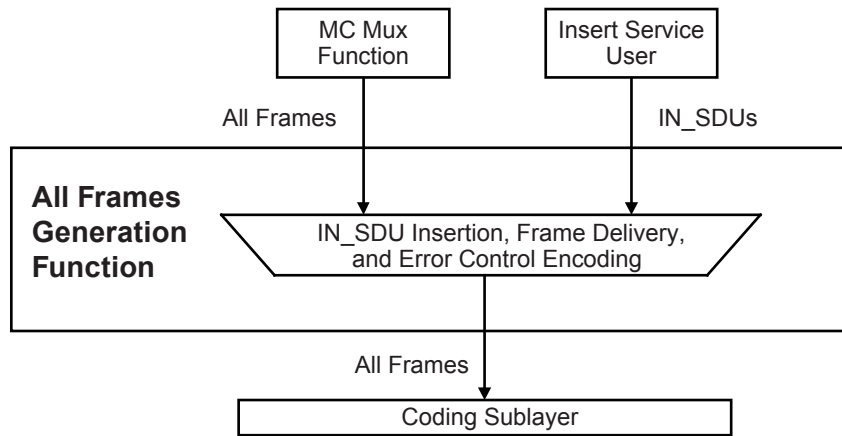 MC Mux
Function
Insert Service
User
All Frames
IN_SDUs
All Frames
Generation
Function
IN_SDU Insertion, Frame Delivery,
and Error Control Encoding
All Frames
Coding Sublayer